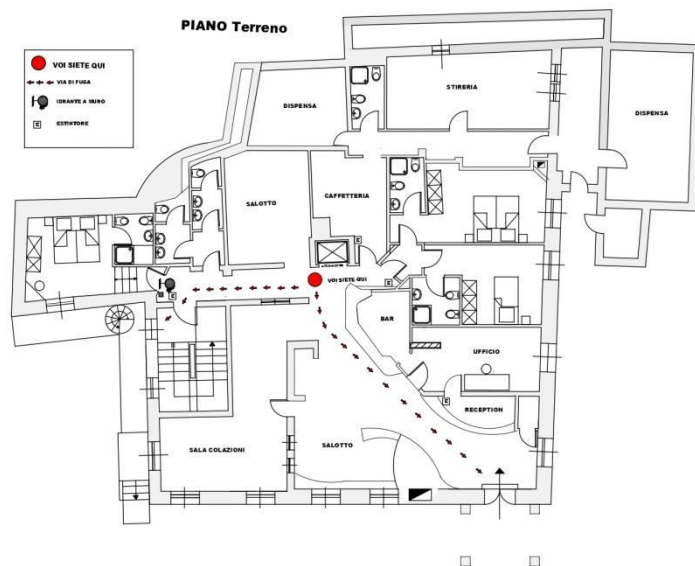 PIANO Terreno
VOI SIETE QUI
VIA DI FUGA
IDRANTE A MURO
E
ESTINTORE
DISPENSA
STIRERIA
DISPENSA
SALOTTO
CAFFETTERIA
E
VOI SIETE QUI
E
E
BAR
UFFICIO
E
RECEPTION
SALA COLAZIONI
SALOTTO